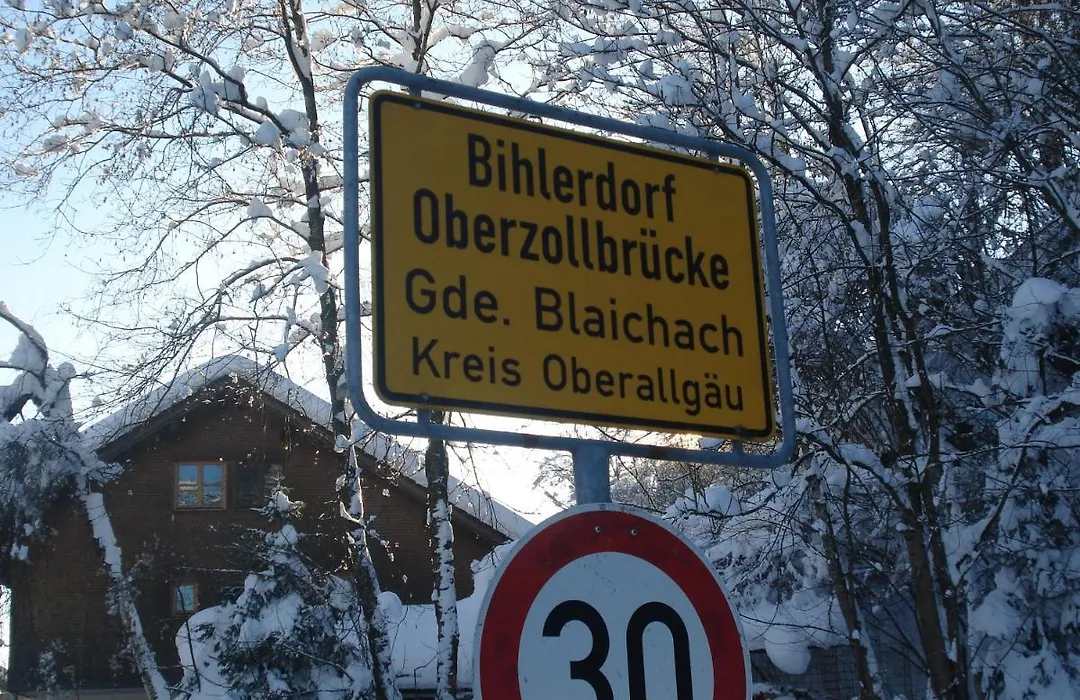 Bihlerdorf
Oberzollbrücke
Gde. Blaichach
Kreis Oberallgäu
30